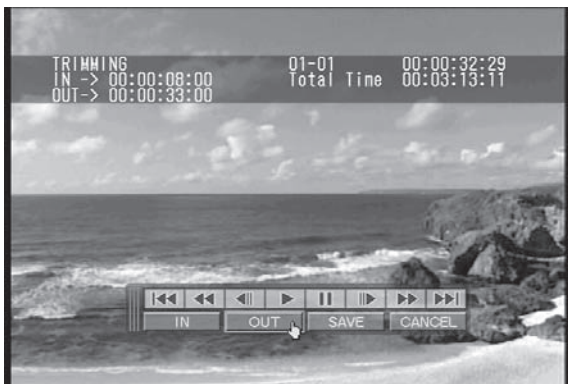 TRIMMING 01-01 00:00:32:29
IN -> 00:00:08:00 Total Time 00:03:13:11
OUT-> 00:00:33:00
IN OUT SAVE CANCEL